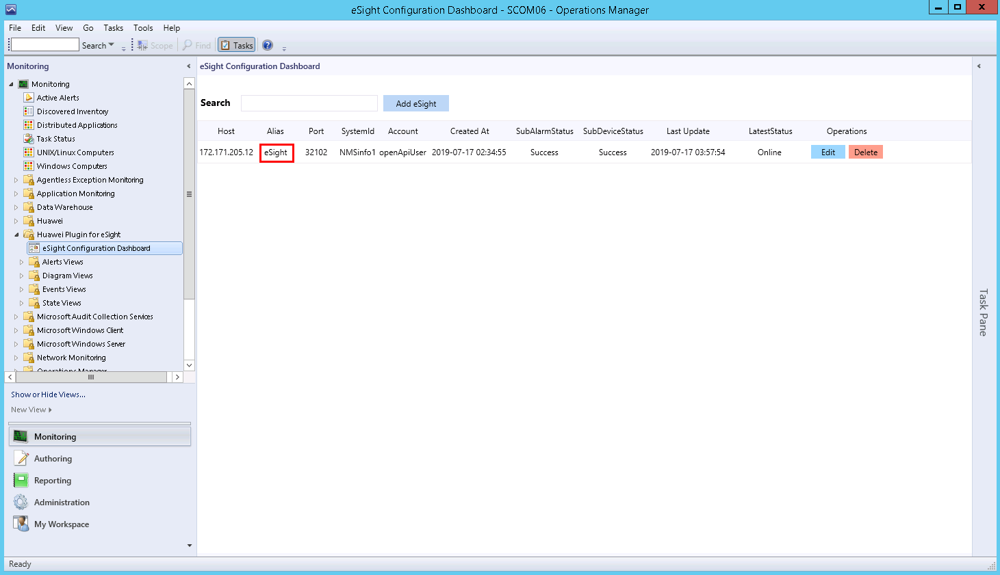 eSight Configuration Dashboard - SCOM06 - Operations Manager
File Edit View Go Tasks Tools Help
Search Scope Find Tasks
Monitoring
Monitoring
Active Alerts
Discovered Inventory
Distributed Applications
Task Status
UNIX/Linux Computers
Windows Computers
Agentless Exception Monitoring
Application Monitoring
Data Warehouse
Huawei
Huawei Plugin for eSight
eSight Configuration Dashboard
Alerts Views
Diagram Views
Events Views
State Views
Microsoft Audit Collection Services
Microsoft Windows Client
Microsoft Windows Server
Network Monitoring
Operations Manager
Show or Hide Views...
New View
Monitoring
Authoring
Reporting
Administration
My Workspace
eSight Configuration Dashboard
Search Add eSight
Host Alias Port SystemId Account Created At SubAlarmStatus SubDeviceStatus Last Update LatestStatus Operations
172.171.205.12 eSight 32102 NMSinfo1 openApiUser 2019-07-17 02:34:55 Success Success 2019-07-17 03:57:54 Online Edit Delete
Task Pane
Ready